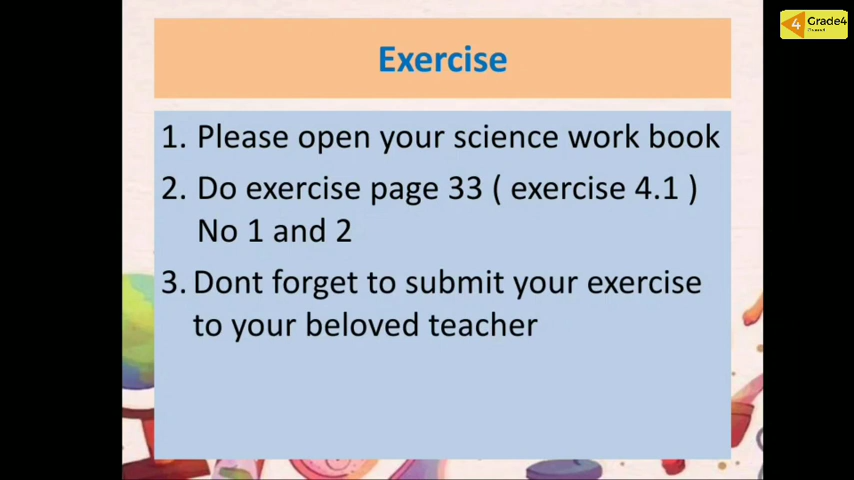 Exercise
1. Please open your science work book
2. Do exercise page 33 ( exercise 4.1 )
No 1 and 2
3. Dont forget to submit your exercise
to your beloved teacher
4 Grade4